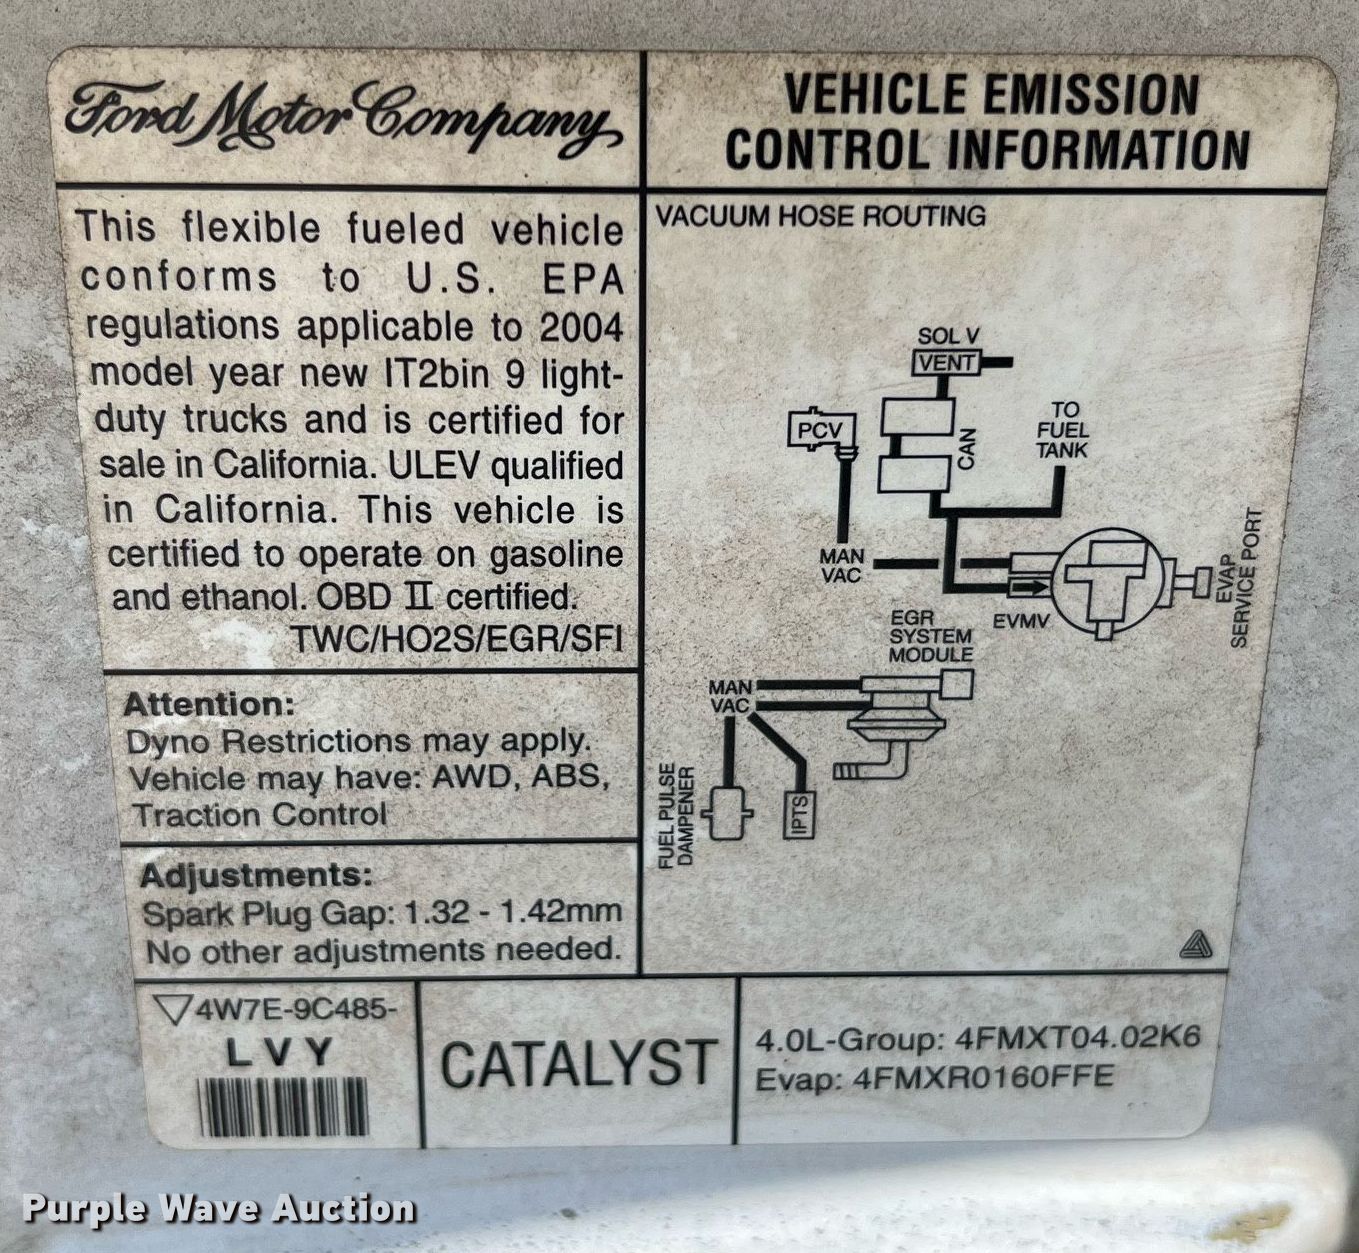 Ford Motor Company
VEHICLE EMISSION
CONTROL INFORMATION
This flexible fueled vehicle
conforms to U.S. EPA
regulations applicable to 2004
model year new IT2bin 9 light-
duty trucks and is certified for
sale in California. ULEV qualified
in California. This vehicle is
certified to operate on gasoline
and ethanol. OBD II certified.
TWC/HO2S/EGR/SFI
Attention:
Dyno Restrictions may apply.
Vehicle may have: AWD, ABS,
Traction Control
Adjustments:
Spark Plug Gap: 1.32 - 1.42mm
No other adjustments needed.
VACUUM HOSE ROUTING
SOL V
VENT
PCV
CAN
TO
FUEL
TANK
MAN
VAC
EVMV
EVAP
SERVICE PORT
EGR
SYSTEM
MODULE
MAN
VAC
FUEL PULSE
DAMPENER
IPTS
4W7E-9C485-
LVY
CATALYST
4.0L-Group: 4FMXT04.02K6
Evap: 4FMXR0160FFE
Purple Wave Auction